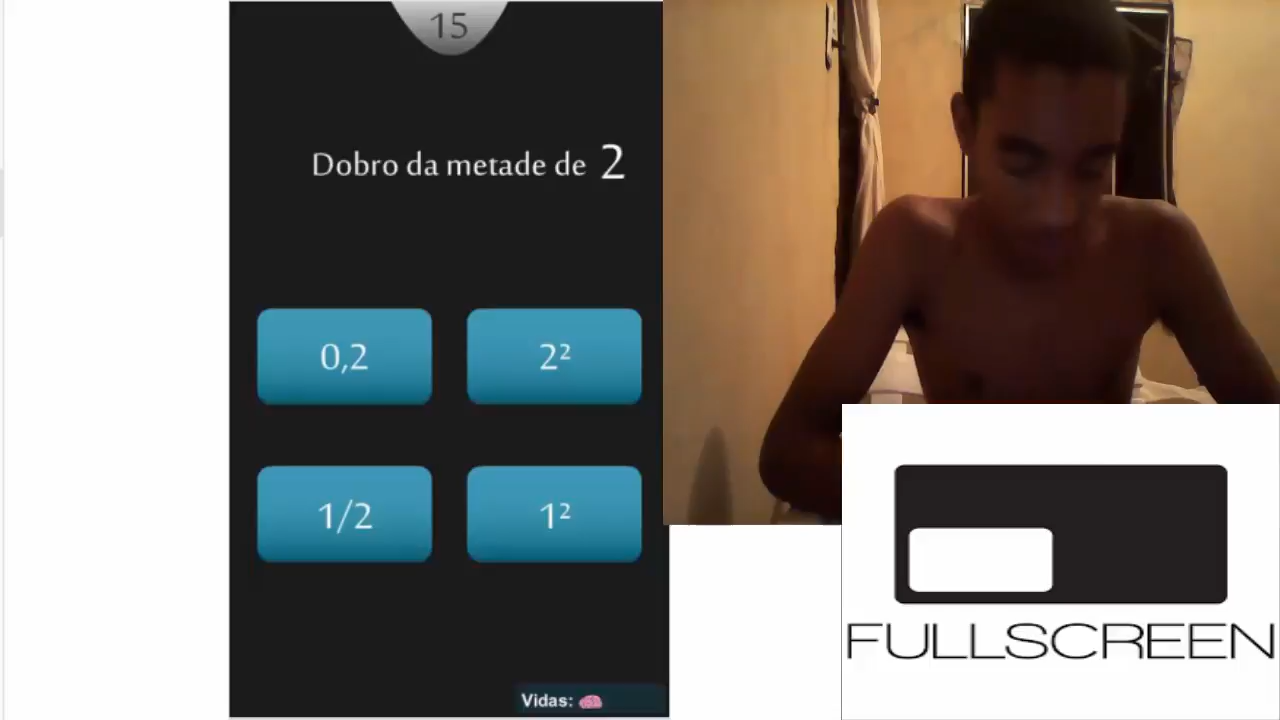 15
Dobro da metade de 2
0,2
2²
1/2
1²
Vidas:
FULLSCREEN